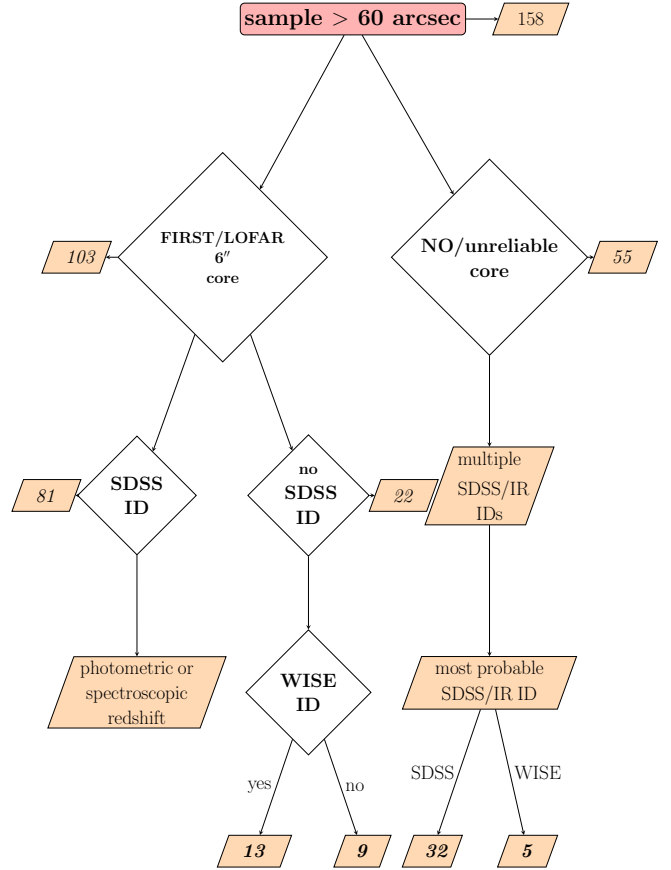 sample > 60 arcsec
158
FIRST/LOFAR
6″
core
103
NO/unreliable
core
55
SDSS
ID
81
no
SDSS
ID
22
multiple
SDSS/IR
IDs
photometric or
spectroscopic
redshift
WISE
ID
most probable
SDSS/IR ID
yes
no
SDSS
WISE
13
9
32
5